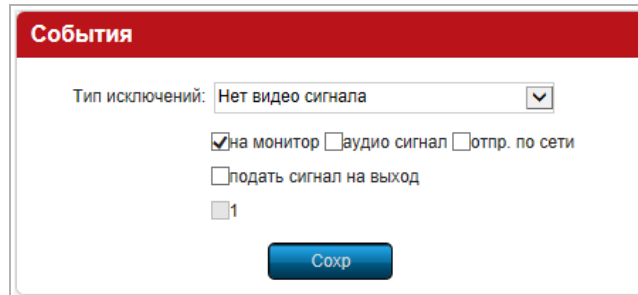 События
Тип исключений: Нет видео сигнала
на монитор аудио сигнал отпр. по сети
подать сигнал на выход
1
Сохр